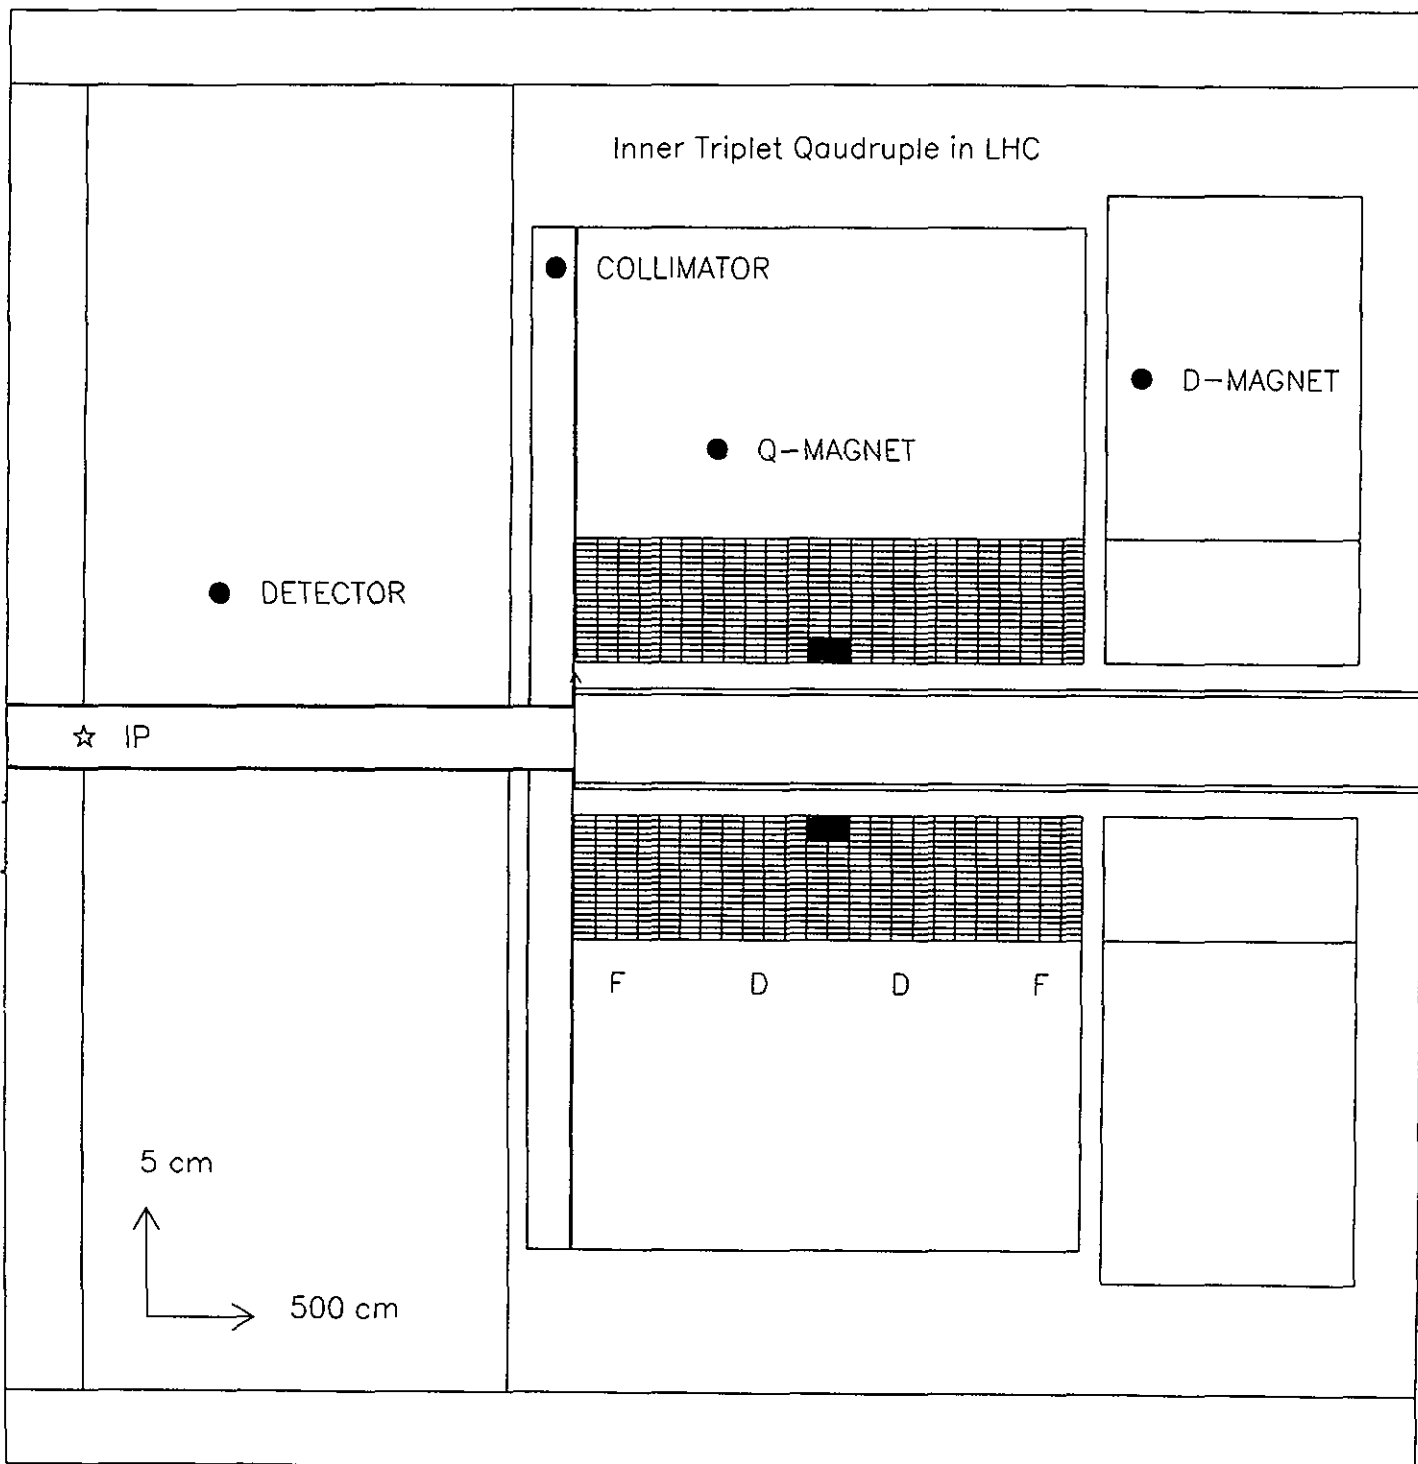 Inner Triplet Qaudruple in LHC
COLLIMATOR
D-MAGNET
Q-MAGNET
DETECTOR
IP
F D D F
5 cm
500 cm